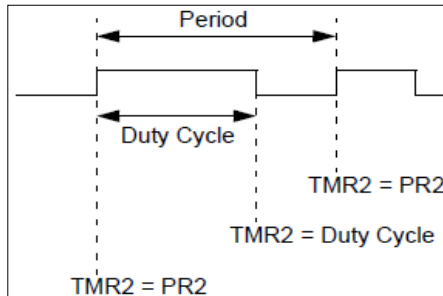 Period
Duty Cycle
TMR2 = PR2
TMR2 = Duty Cycle
TMR2 = PR2